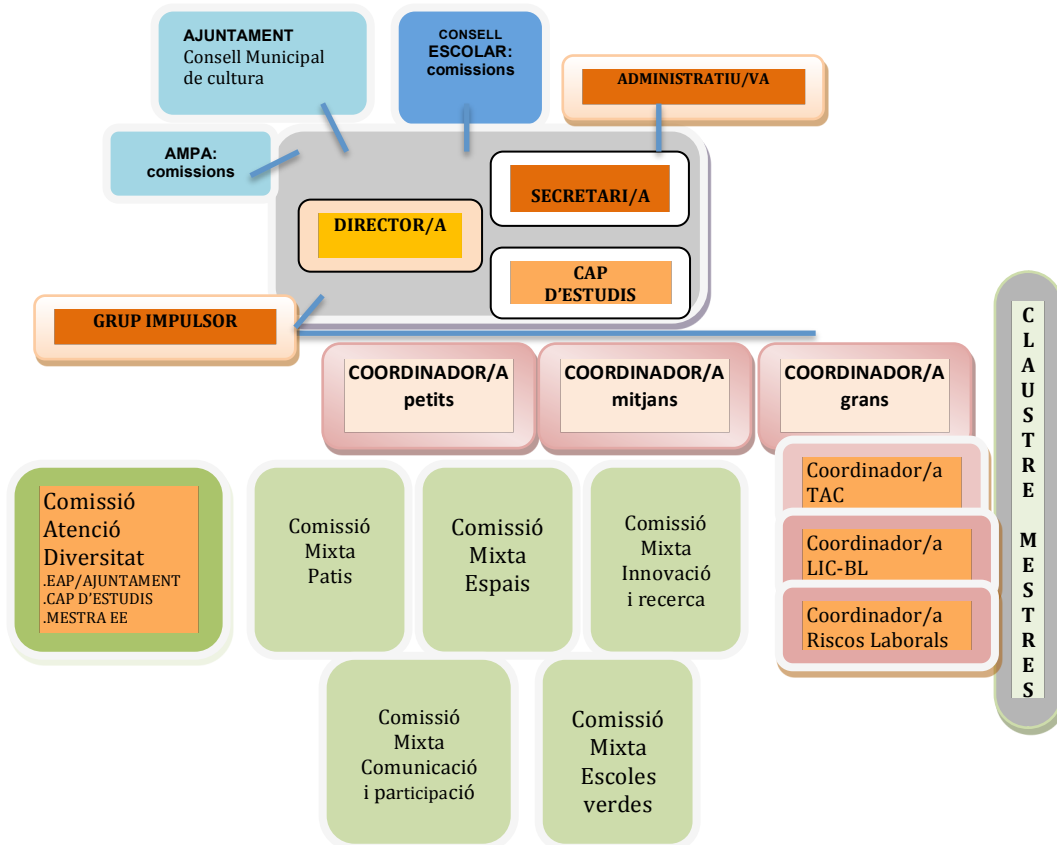 AJUNTAMENT
Consell Municipal
de cultura
CONSELL
ESCOLAR:
comissions
ADMINISTRATIU/VA
AMPA:
comissions
SECRETARI/A
DIRECTOR/A
CAP
D'ESTUDIS
GRUP IMPULSOR
COORDINADOR/A
petits
COORDINADOR/A
mitjans
COORDINADOR/A
grans
Comissió
Atenció
Diversitat
.EAP/AJUNTAMENT
.CAP D'ESTUDIS
.MESTRA EE
Comissió
Mixta
Patis
Comissió
Mixta
Espais
Comissió
Mixta
Innovació
i recerca
Coordinador/a
TAC
Coordinador/a
LIC-BL
Coordinador/a
Riscos Laborals
Comissió
Mixta
Comunicació
i participació
Comissió
Mixta
Escoles
verdes
CLAUSTRE MESTRES